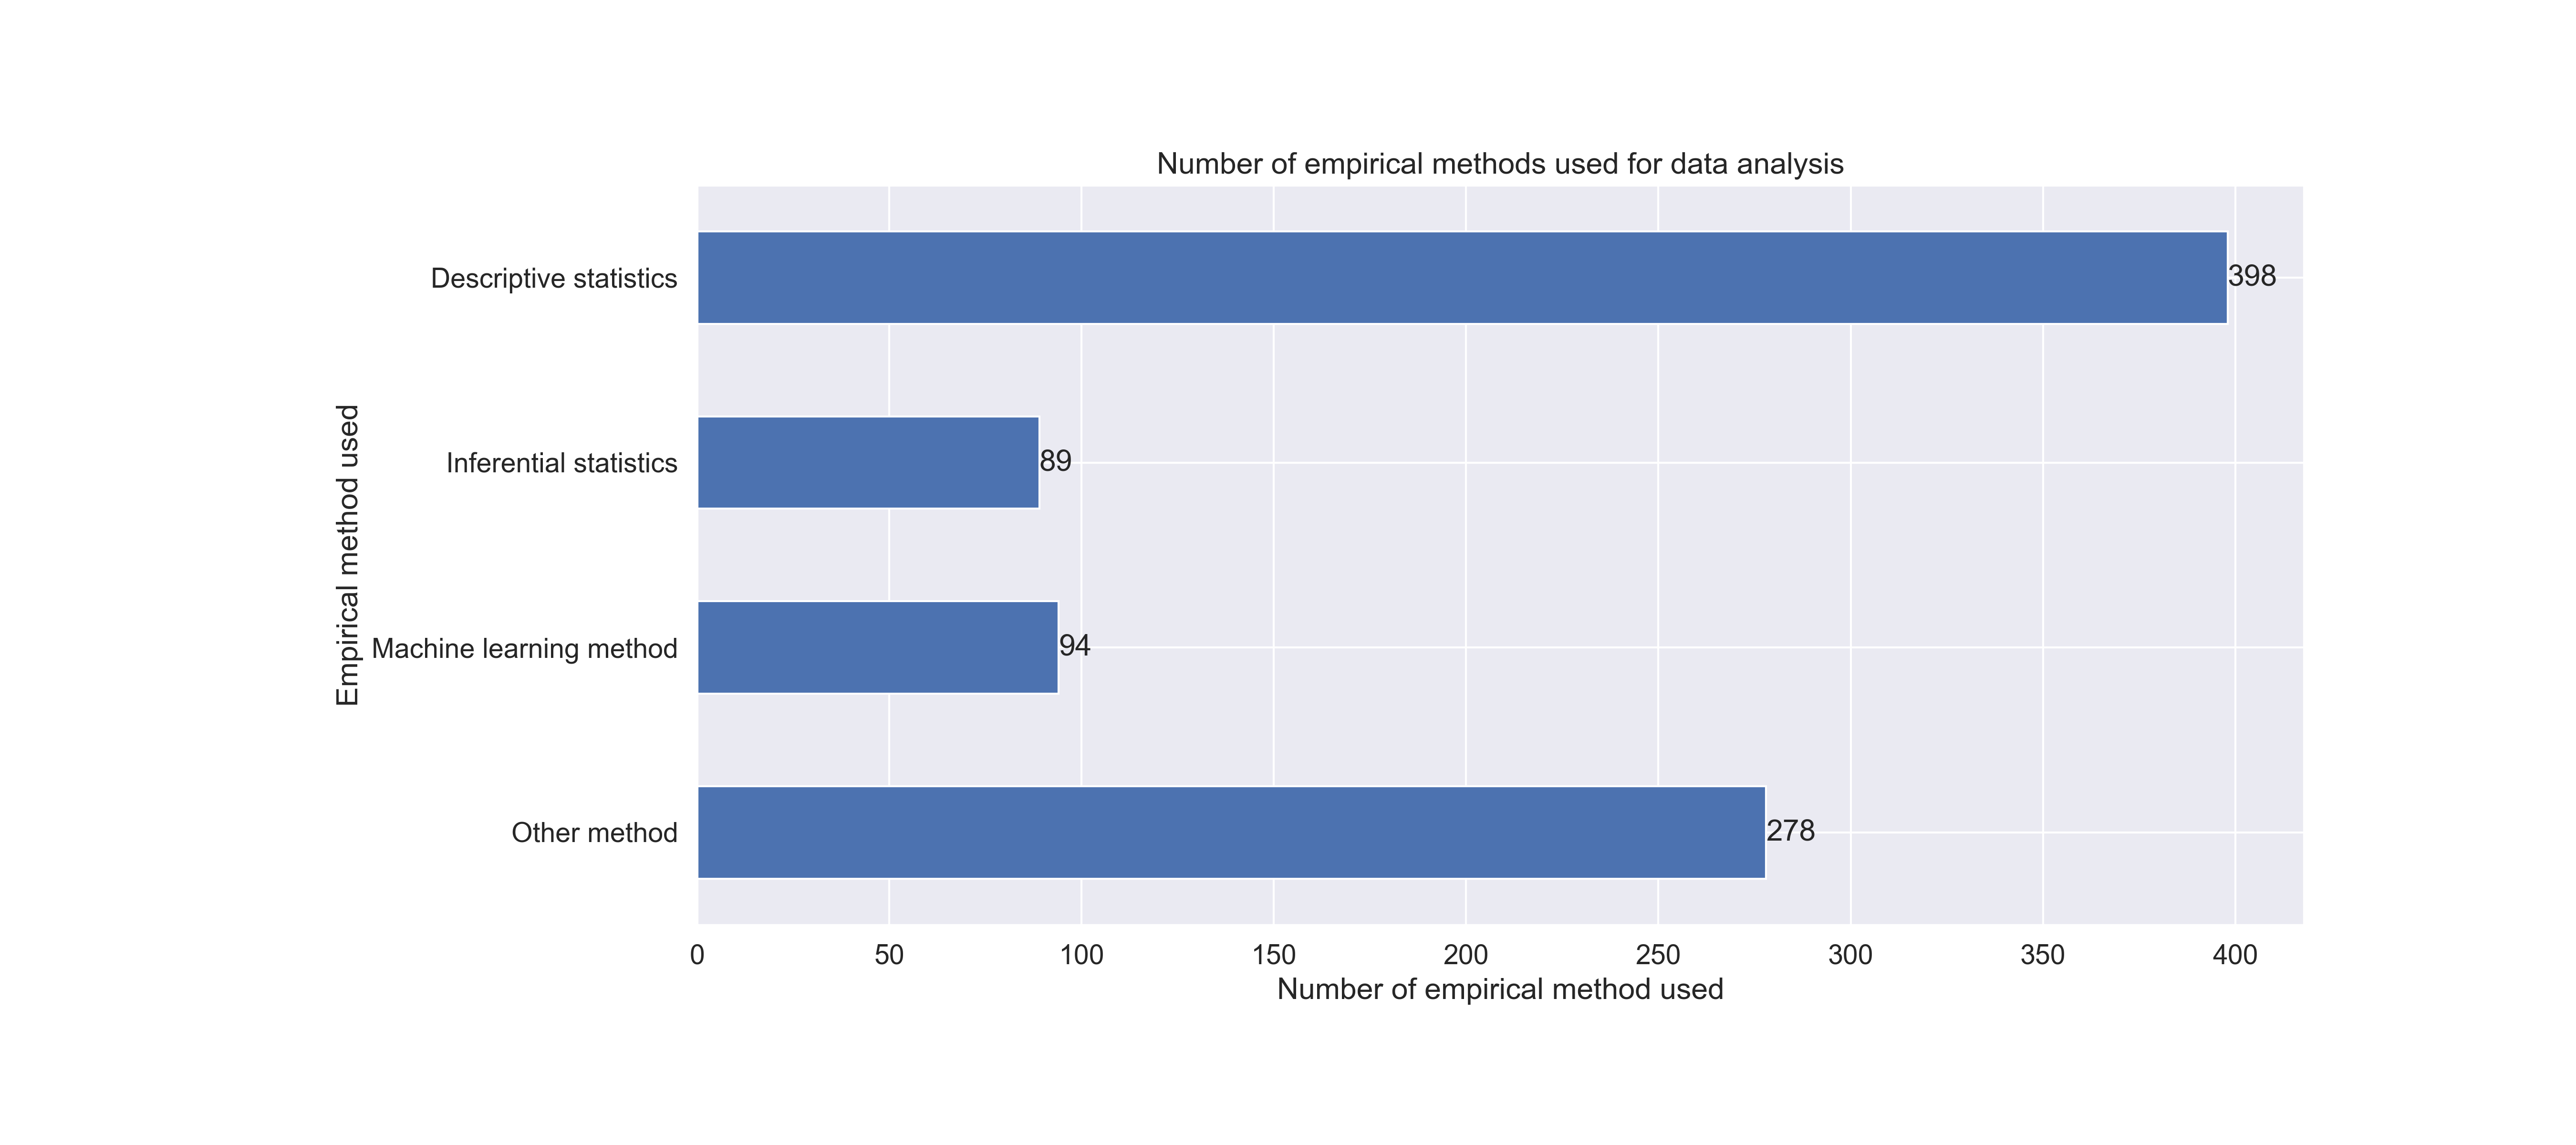 Number of empirical methods used for data analysis
Empirical method used
Descriptive statistics
398
Inferential statistics
89
Machine learning method
94
Other method
278
0 50 100 150 200 250 300 350 400
Number of empirical method used